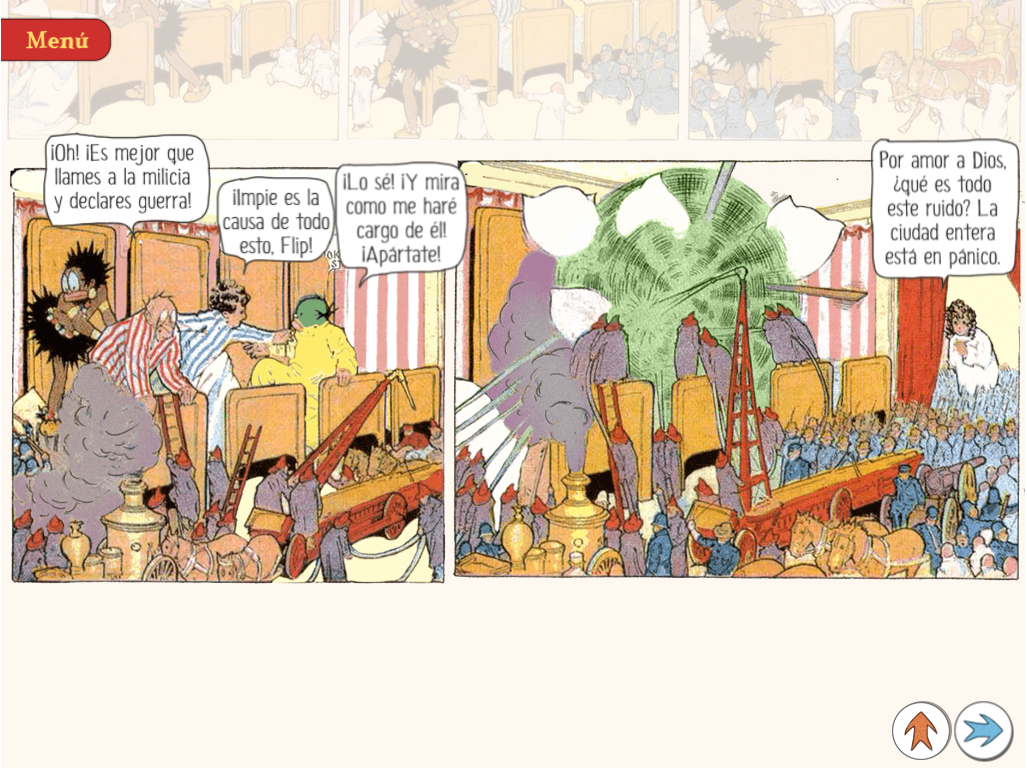 Menú
¡Oh! ¡Es mejor que
llames a la milicia
y declares guerra!
¡Impie es la
causa de todo
esto, Flip!
¡Lo sé! ¡Y mira
como me haré
cargo de él!
¡Apártate!
Por amor a Dios,
¿qué es todo
este ruido? La
ciudad entera
está en pánico.